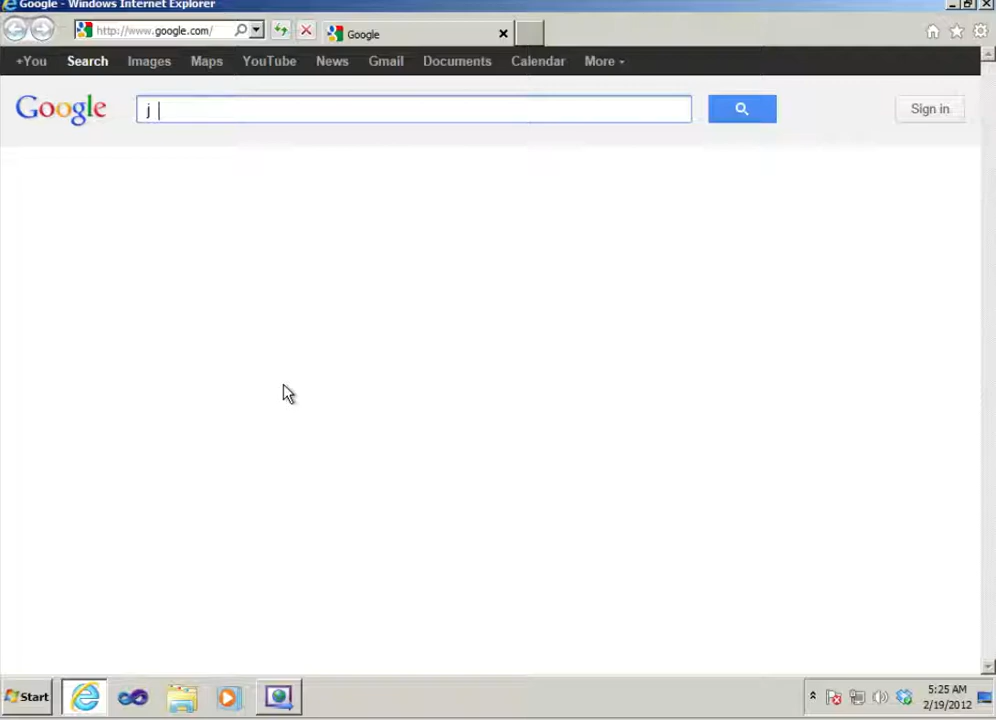 Google - Windows Internet Explorer
http://www.google.com/
Google
+You Search Images Maps YouTube News Gmail Documents Calendar More
Google
j
Sign in
Start
5:25 AM
2/19/2012